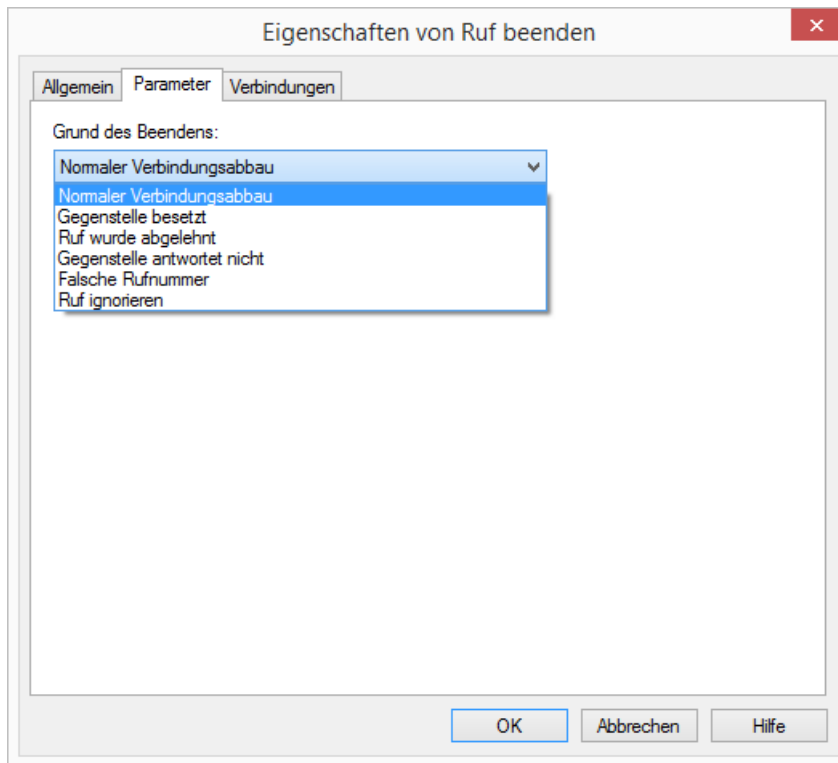 Eigenschaften von Ruf beenden
Allgemein Parameter Verbindungen
Grund des Beendens:
Normaler Verbindungsabbau
Normaler Verbindungsabbau
Gegenstelle besetzt
Ruf wurde abgelehnt
Gegenstelle antwortet nicht
Falsche Rufnummer
Ruf ignorieren
OK Abbrechen Hilfe